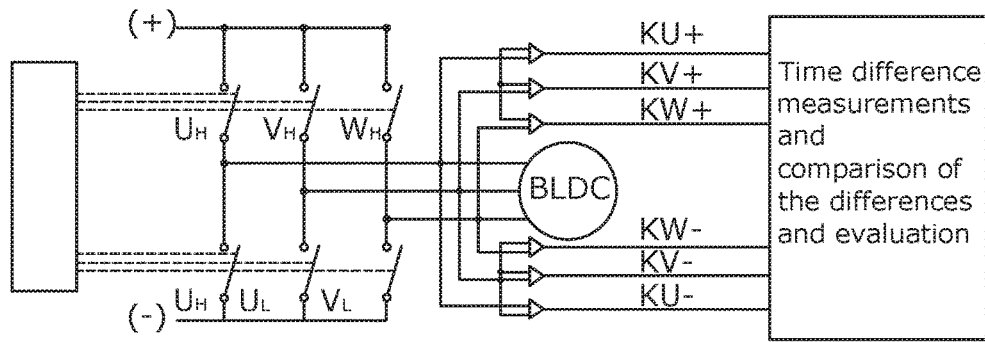 (+)
KU+
KV+
KW+
UH VH WH
BLDC
KW-
KV-
KU-
UH UL VL
(-)
Time difference
measurements
and
comparison of
the differences
and evaluation